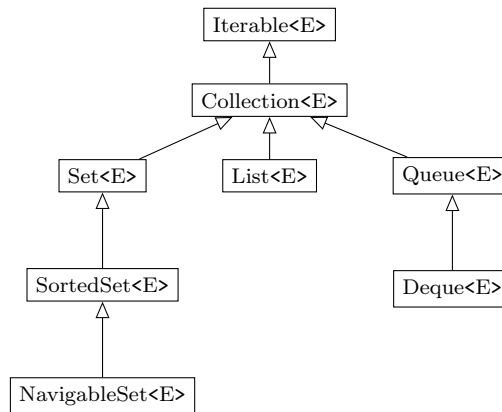 Iterable<E>
Collection<E>
Set<E>
List<E>
Queue<E>
SortedSet<E>
Deque<E>
NavigableSet<E>